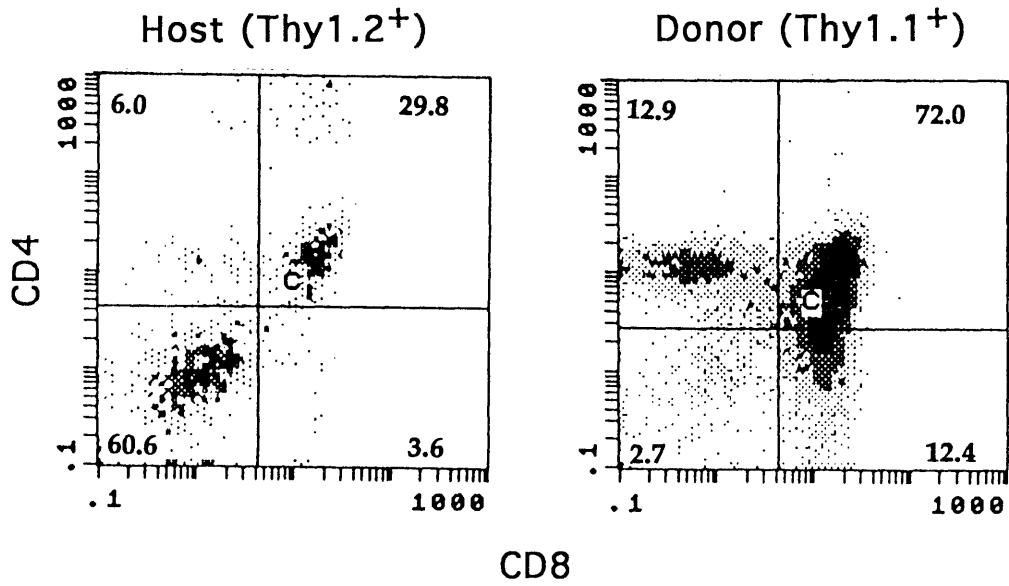 Host (Thy1.2+)
Donor (Thy1.1+)
CD4
1000
.1
6.0
29.8
60.6
3.6
C
.1
1000
1000
.1
12.9
72.0
2.7
12.4
C
.1
1000
CD8